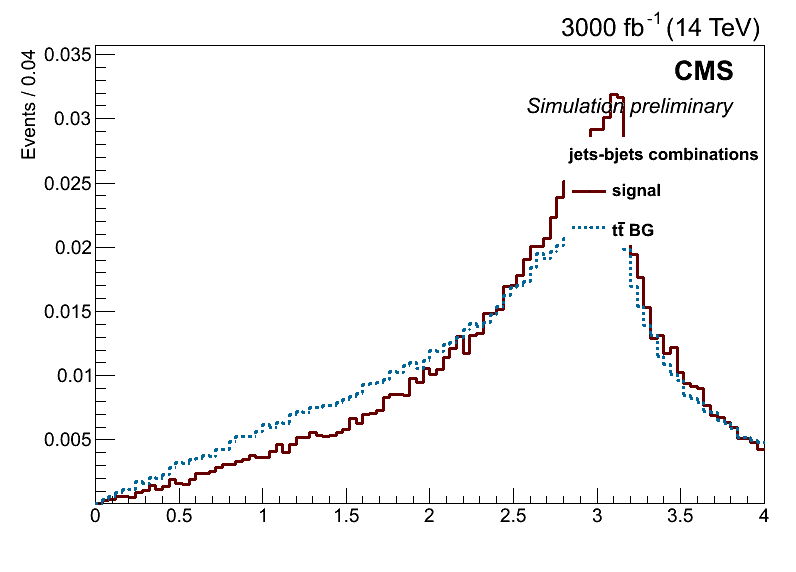 3000 fb⁻¹ (14 TeV)
Events / 0.04
CMS
Simulation preliminary
jets-bjets combinations
signal
tt̄ BG
0.035
0.03
0.025
0.02
0.015
0.01
0.005
0 0.5 1 1.5 2 2.5 3 3.5 4